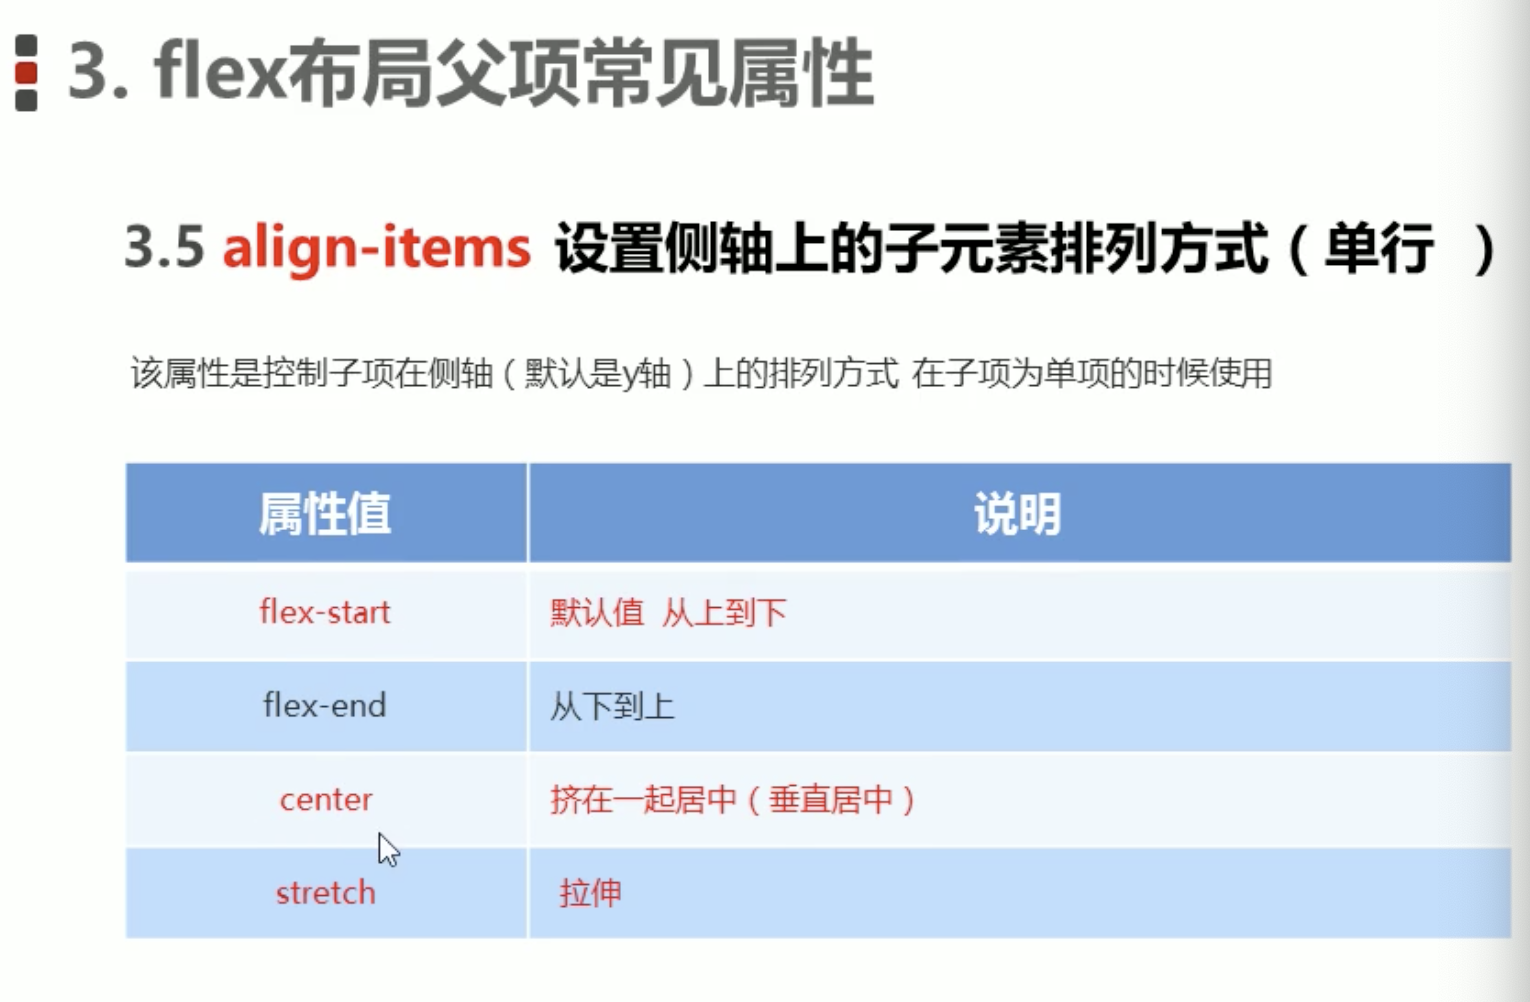 3. flex布局父项常见属性
3.5 align-items 设置侧轴上的子元素排列方式（单行 ）
该属性是控制子项在侧轴（默认是y轴）上的排列方式 在子项为单项的时候使用
属性值 说明
flex-start 默认值 从上到下
flex-end 从下到上
center 挤在一起居中（垂直居中）
stretch 拉伸